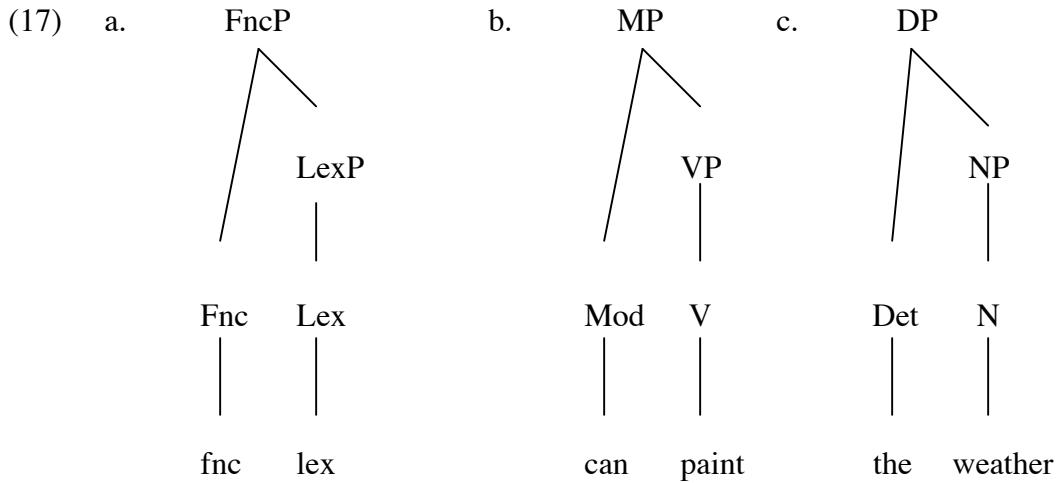 (17) a. FncP b. MP c. DP
LexP VP NP
Fnc Lex Mod V Det N
fnc lex can paint the weather